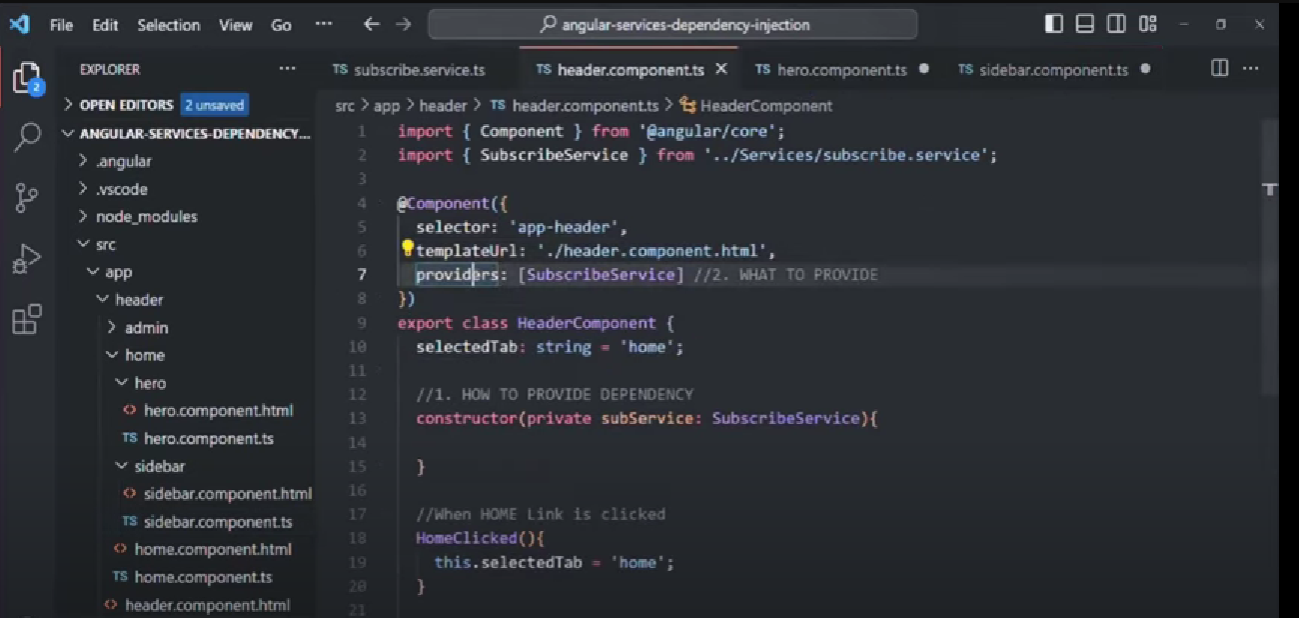 File Edit Selection View Go ··· angular-services-dependency-injection
EXPLORER ···
TS subscribe.service.ts TS header.component.ts TS hero.component.ts TS sidebar.component.ts ···
2
OPEN EDITORS 2 unsaved
ANGULAR-SERVICES-DEPENDENCY...
.angular
.vscode
node_modules
src
app
header
admin
home
hero
<> hero.component.html
TS hero.component.ts
sidebar
<> sidebar.component.html
TS sidebar.component.ts
<> home.component.html
TS home.component.ts
<> header.component.html
src > app > header > TS header.component.ts > HeaderComponent
1 import { Component } from '@angular/core';
2 import { SubscribeService } from '../Services/subscribe.service';
3
4 @Component({
5 selector: 'app-header',
6 templateUrl: './header.component.html',
7 providers: [SubscribeService] //2. WHAT TO PROVIDE
8 })
9 export class HeaderComponent {
10 selectedTab: string = 'home';
11
12 //1. HOW TO PROVIDE DEPENDENCY
13 constructor(private subService: SubscribeService){
14
15 }
16
17 //When HOME Link is clicked
18 HomeClicked(){
19 this.selectedTab = 'home';
20 }
21